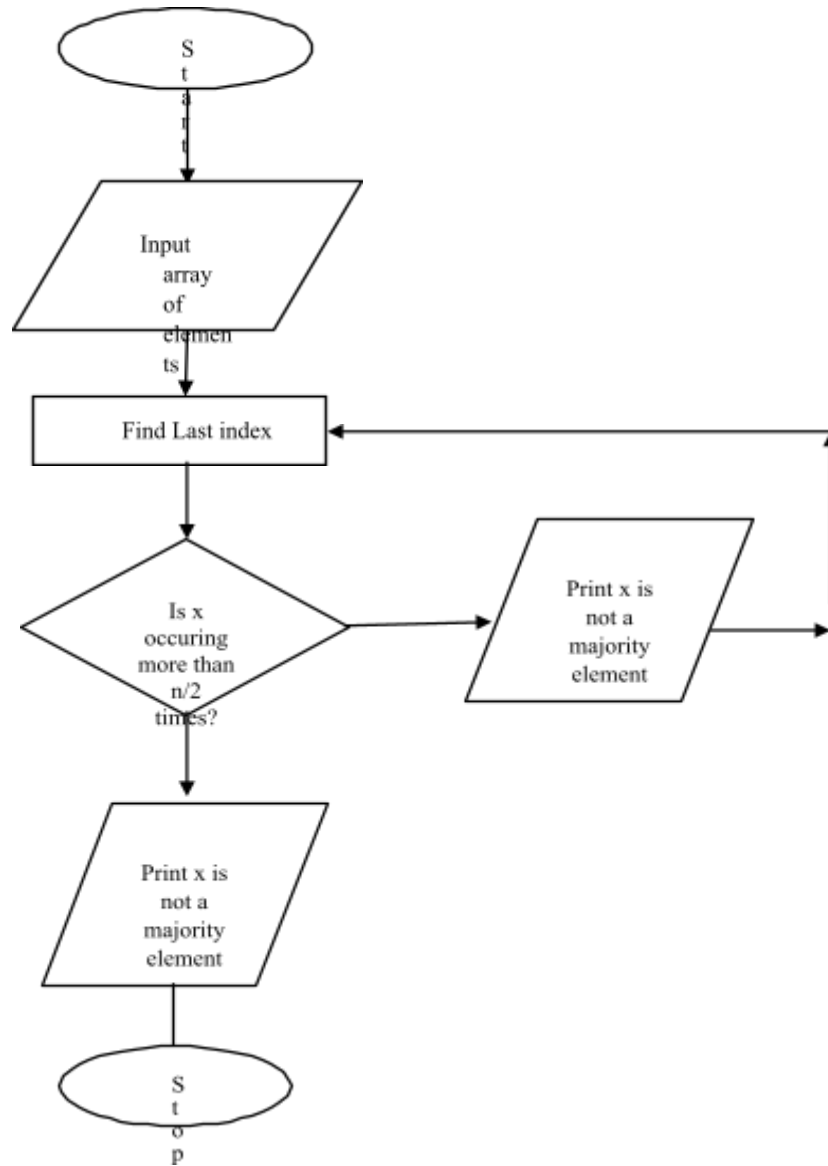 S
t
a
r
t
Input
array
of
elemen
ts
Find Last index
Is x
occuring
more than
n/2
times?
Print x is
not a
majority
element
Print x is
not a
majority
element
S
t
o
p